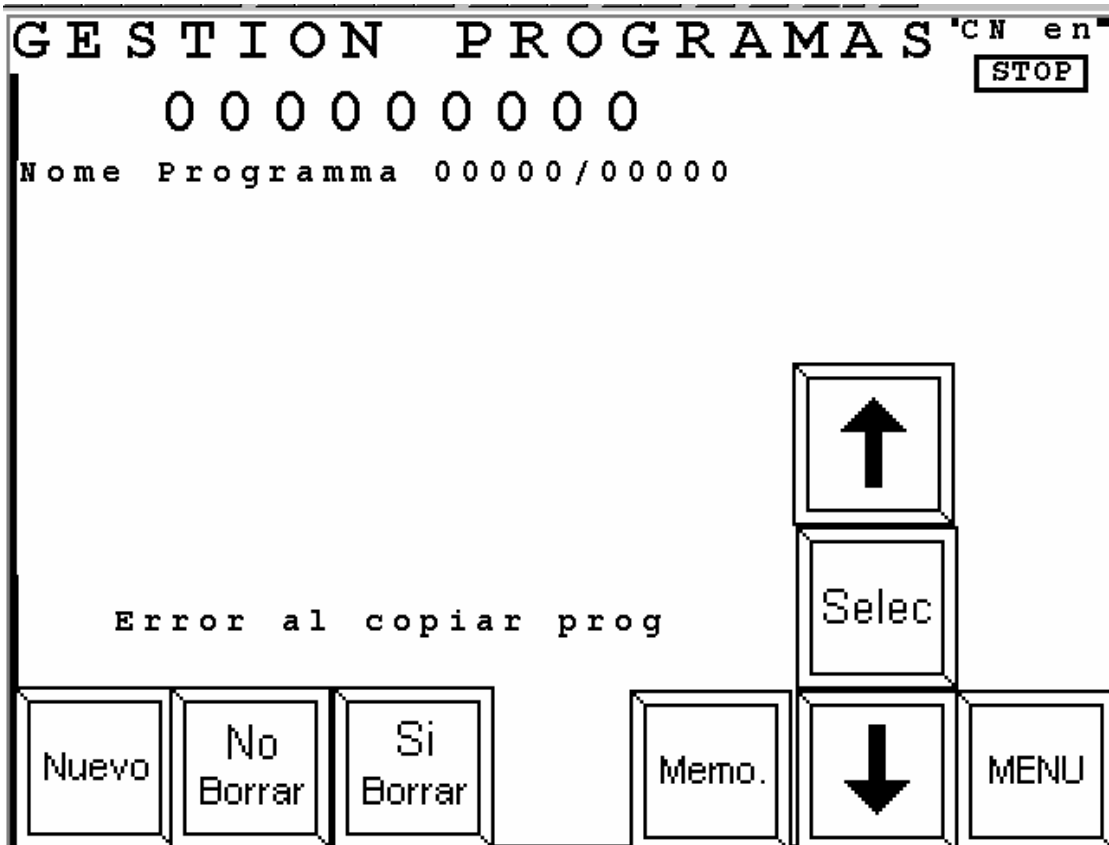 GESTION PROGRAMAS
CN en
STOP
000000000
Nome Programma 00000/00000
Error al copiar prog
Selec
Nuevo
No Borrar
Si Borrar
Memo.
MENU